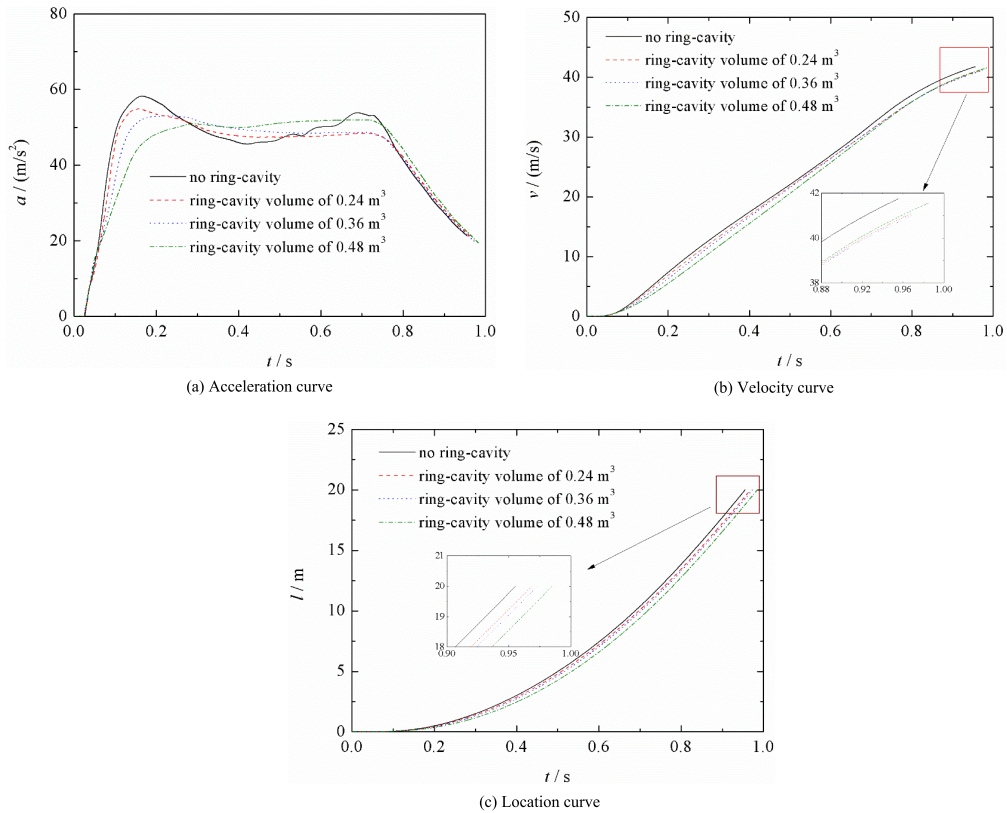 80
60
40
20
0
a / (m/s²)
no ring-cavity
ring-cavity volume of 0.24 m³
ring-cavity volume of 0.36 m³
ring-cavity volume of 0.48 m³
0.0 0.2 0.4 0.6 0.8 1.0
t / s
(a) Acceleration curve
50
40
30
20
10
0
v / (m/s)
no ring-cavity
ring-cavity volume of 0.24 m³
ring-cavity volume of 0.36 m³
ring-cavity volume of 0.48 m³
42
40
38
0.88 0.92 0.96 1.00
0.0 0.2 0.4 0.6 0.8 1.0
t / s
(b) Velocity curve
25
20
15
10
5
0
l / m
no ring-cavity
ring-cavity volume of 0.24 m³
ring-cavity volume of 0.36 m³
ring-cavity volume of 0.48 m³
21
20
19
18
0.90 0.95 1.00
0.0 0.2 0.4 0.6 0.8 1.0
t / s
(c) Location curve